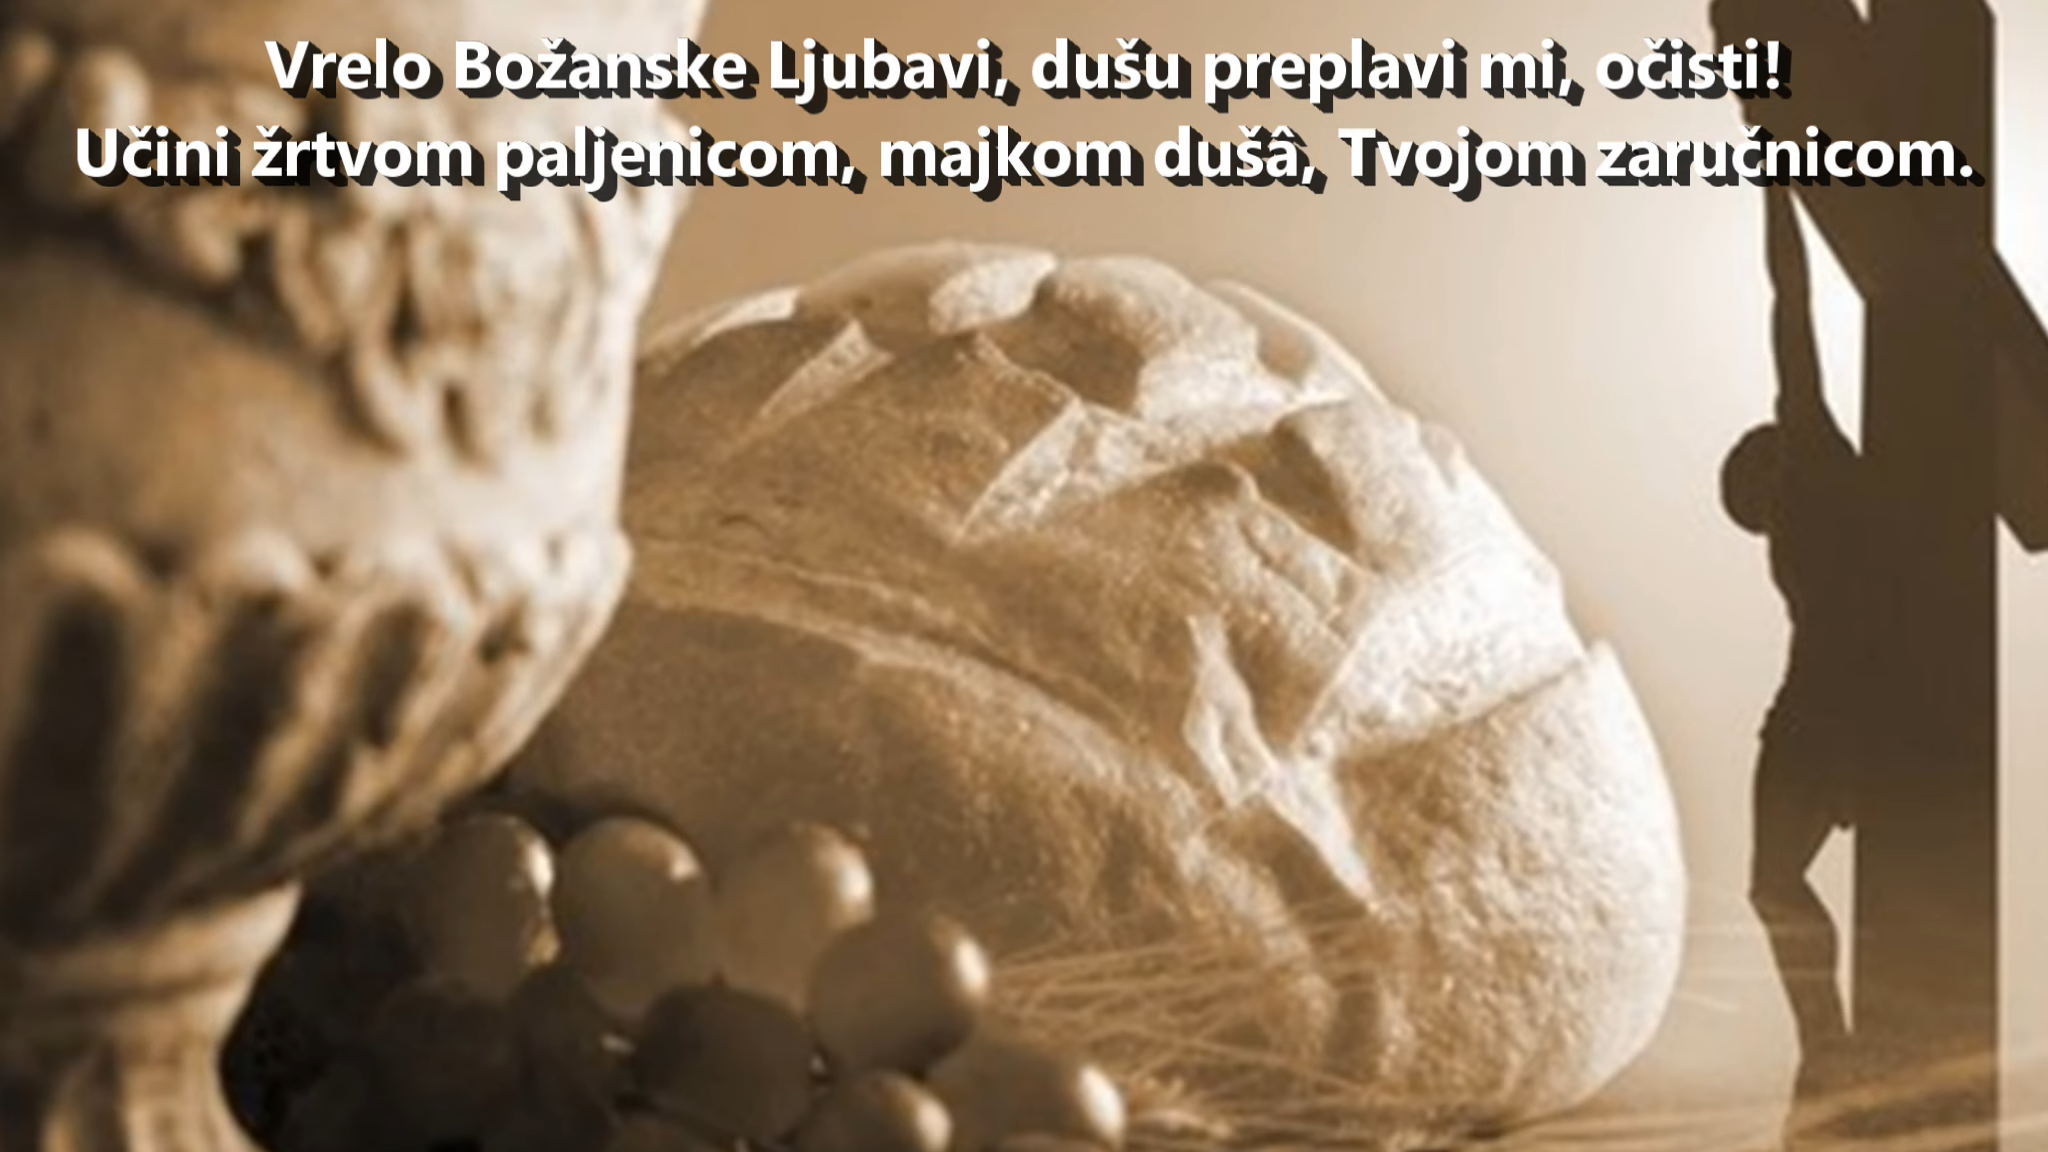 Vrelo Božanske Ljubavi, dušu preplavi mi, očisti!
Učini žrtvom paljenicom, majkom dušâ, Tvojom zaručnicom.